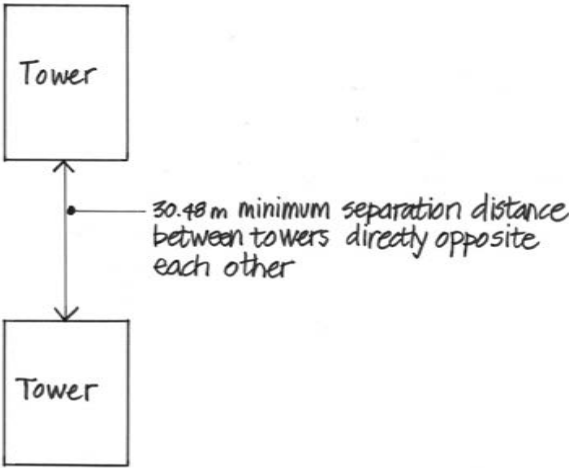 Tower
30.48 m minimum separation distance
between towers directly opposite
each other
Tower